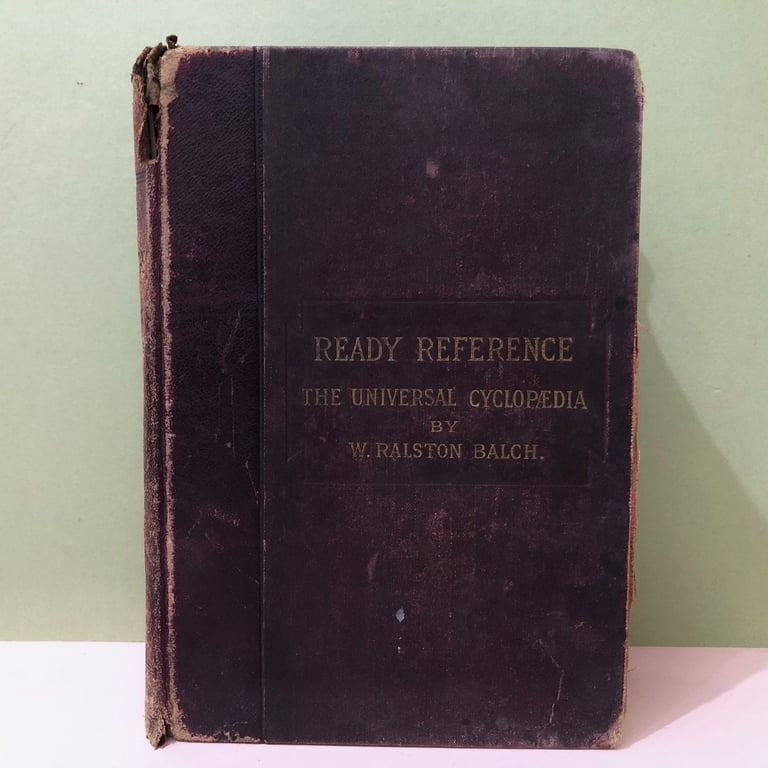 READY REFERENCE
THE UNIVERSAL CYCLOPÆDIA
BY
W. RALSTON BALCH.